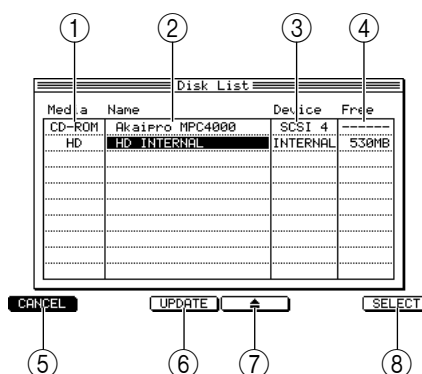 ① ② ③ ④
Disk List
Media Name Device Free
CD-ROM Akaipro MPC4000 SCSI 4 ------
HD HD INTERNAL INTERNAL 530MB
CANCEL UPDATE ▲ SELECT
⑤ ⑥ ⑦ ⑧